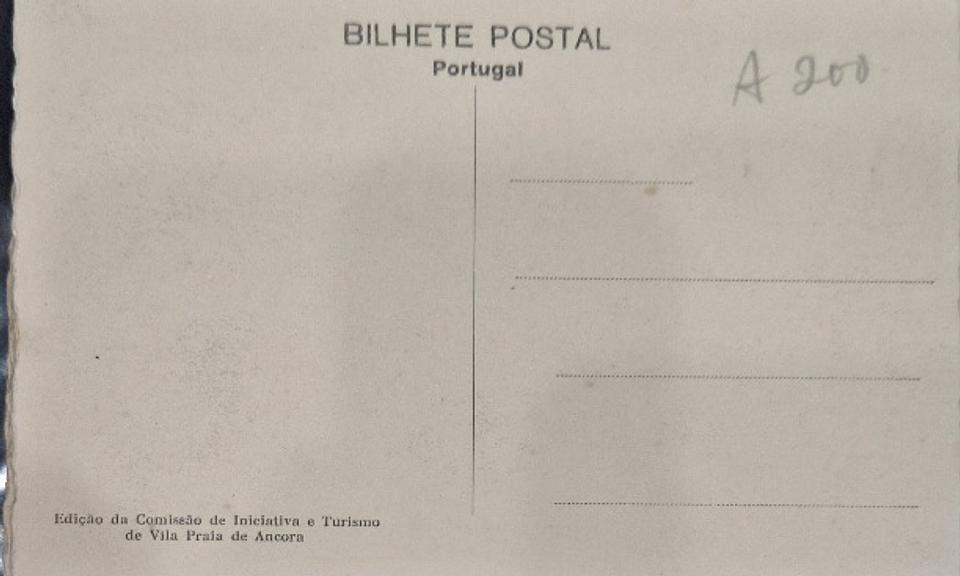 BILHETE POSTAL
Portugal
A 200
Edição da Comissão de Iniciativa e Turismo
de Vila Praia de Ancora